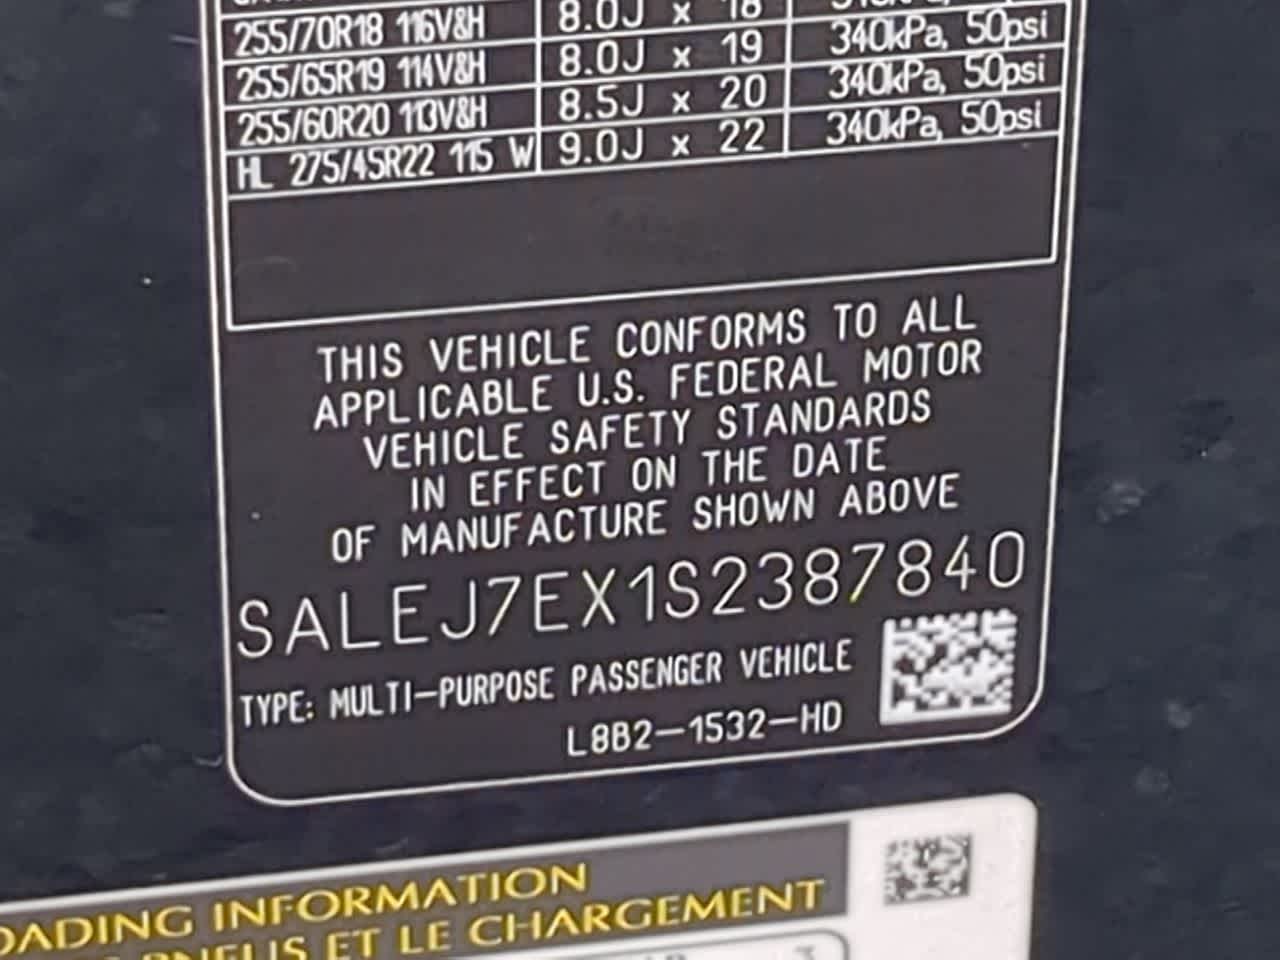 255/70R18 116V&H 8.0J x 18
255/65R19 114V&H 8.0J x 19 340kPa, 50psi
255/60R20 113V&H 8.5J x 20 340kPa, 50psi
HL 275/45R22 115 W 9.0J x 22 340kPa, 50psi
THIS VEHICLE CONFORMS TO ALL
APPLICABLE U.S. FEDERAL MOTOR
VEHICLE SAFETY STANDARDS
IN EFFECT ON THE DATE
OF MANUFACTURE SHOWN ABOVE
SALEJ7EX1S2387840
TYPE: MULTI-PURPOSE PASSENGER VEHICLE
L8B2-1532-HD
OADING INFORMATION
PNEUS ET LE CHARGEMENT